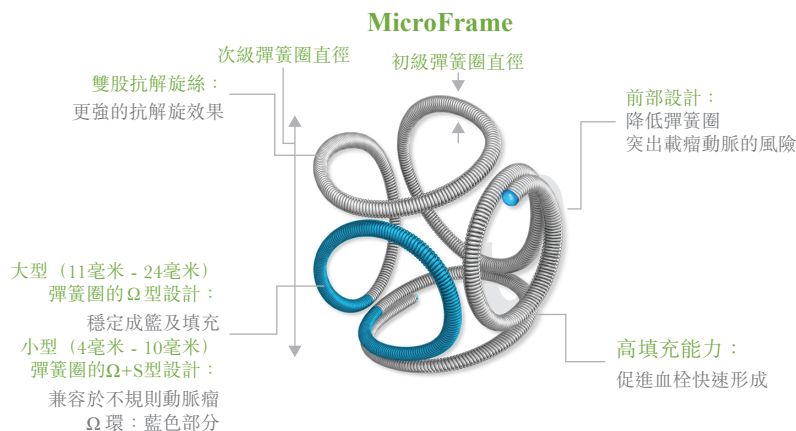 MicroFrame
次級彈簧圈直徑
初級彈簧圈直徑
雙股抗解旋絲：
更強的抗解旋效果
前部設計：
降低彈簧圈
突出載瘤動脈的風險
大型（11毫米 - 24毫米）
彈簧圈的Ω型設計：
穩定成籃及填充
小型（4毫米 - 10毫米）
彈簧圈的Ω+S型設計：
兼容於不規則動脈瘤
Ω 環：藍色部分
高填充能力：
促進血栓快速形成